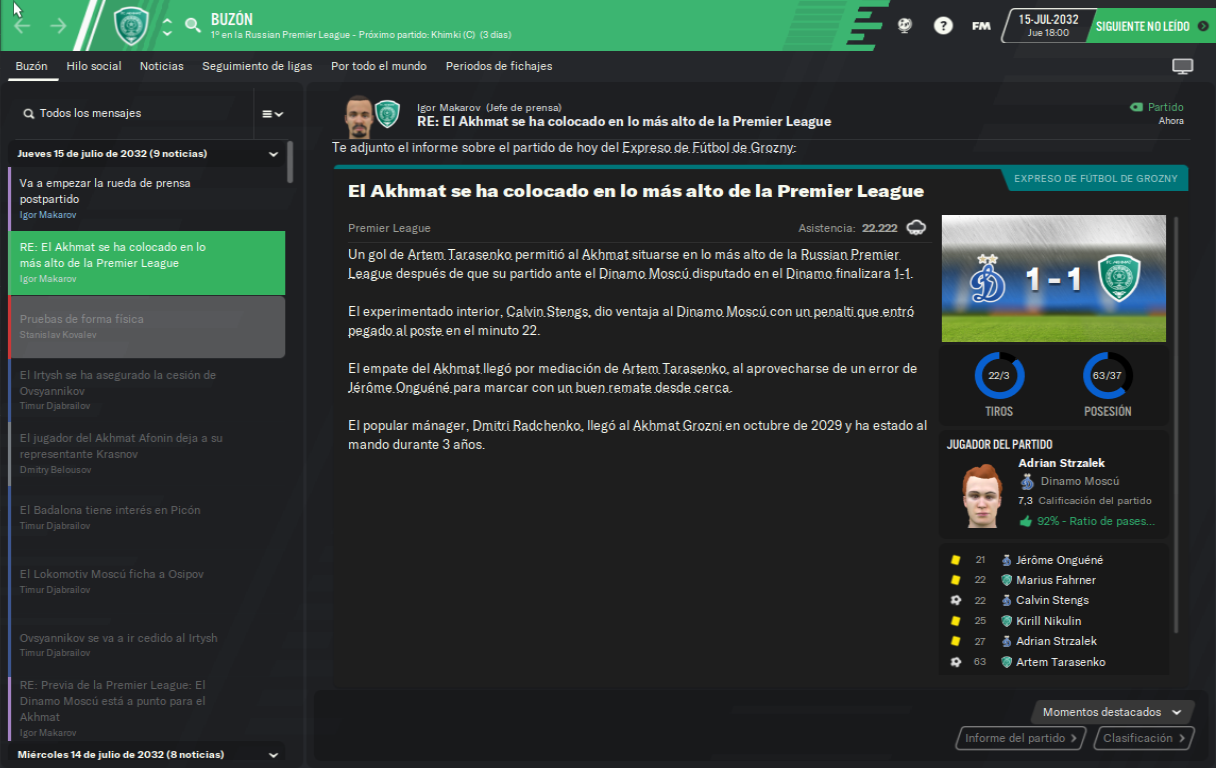 BUZÓN
1º en la Russian Premier League - Próximo partido: Khimki (C) (3 días)
FM
15-JUL-2032
Jue 18:00
SIGUIENTE NO LEÍDO
Buzón
Hilo social
Noticias
Seguimiento de ligas
Por todo el mundo
Periodos de fichajes
Todos los mensajes
Jueves 15 de julio de 2032 (9 noticias)
Va a empezar la rueda de prensa
postpartido
Igor Makarov
RE: El Akhmat se ha colocado en lo
más alto de la Premier League
Igor Makarov
Pruebas de forma física
Stanislav Kovalev
El Irtysh se ha asegurado la cesión de
Ovsyannikov
Timur Djabrailov
El jugador del Akhmat Afonin deja a su
representante Krasnov
Dmitry Belousov
El Badalona tiene interés en Picón
Timur Djabrailov
El Lokomotiv Moscú ficha a Osipov
Timur Djabrailov
Ovsyannikov se va a ir cedido al Irtysh
Timur Djabrailov
RE: Previa de la Premier League: El
Dinamo Moscú está a punto para el
Akhmat
Igor Makarov
Miércoles 14 de julio de 2032 (8 noticias)
Igor Makarov (Jefe de prensa)
RE: El Akhmat se ha colocado en lo más alto de la Premier League
Partido
Ahora
Te adjunto el informe sobre el partido de hoy del Expreso de Fútbol de Grozny:
EXPRESO DE FÚTBOL DE GROZNY
El Akhmat se ha colocado en lo más alto de la Premier League
Premier League
Asistencia: 22.222
Un gol de Artem Tarasenko permitió al Akhmat situarse en lo más alto de la Russian Premier
League después de que su partido ante el Dinamo Moscú disputado en el Dinamo finalizara 1-1.
El experimentado interior, Calvin Stengs, dio ventaja al Dinamo Moscú con un penalti que entró
pegado al poste en el minuto 22.
El empate del Akhmat llegó por mediación de Artem Tarasenko, al aprovecharse de un error de
Jérôme Onguéné para marcar con un buen remate desde cerca.
El popular mánager, Dmitri Radchenko, llegó al Akhmat Grozni en octubre de 2029 y ha estado al
mando durante 3 años.
1 - 1
22/3
63/37
TIROS
POSESIÓN
JUGADOR DEL PARTIDO
Adrian Strzalek
Dinamo Moscú
7,3 Calificación del partido
92% - Ratio de pases...
21 Jérôme Onguéné
22 Marius Fahrner
22 Calvin Stengs
25 Kirill Nikulin
27 Adrian Strzalek
63 Artem Tarasenko
Momentos destacados
Informe del partido
Clasificación